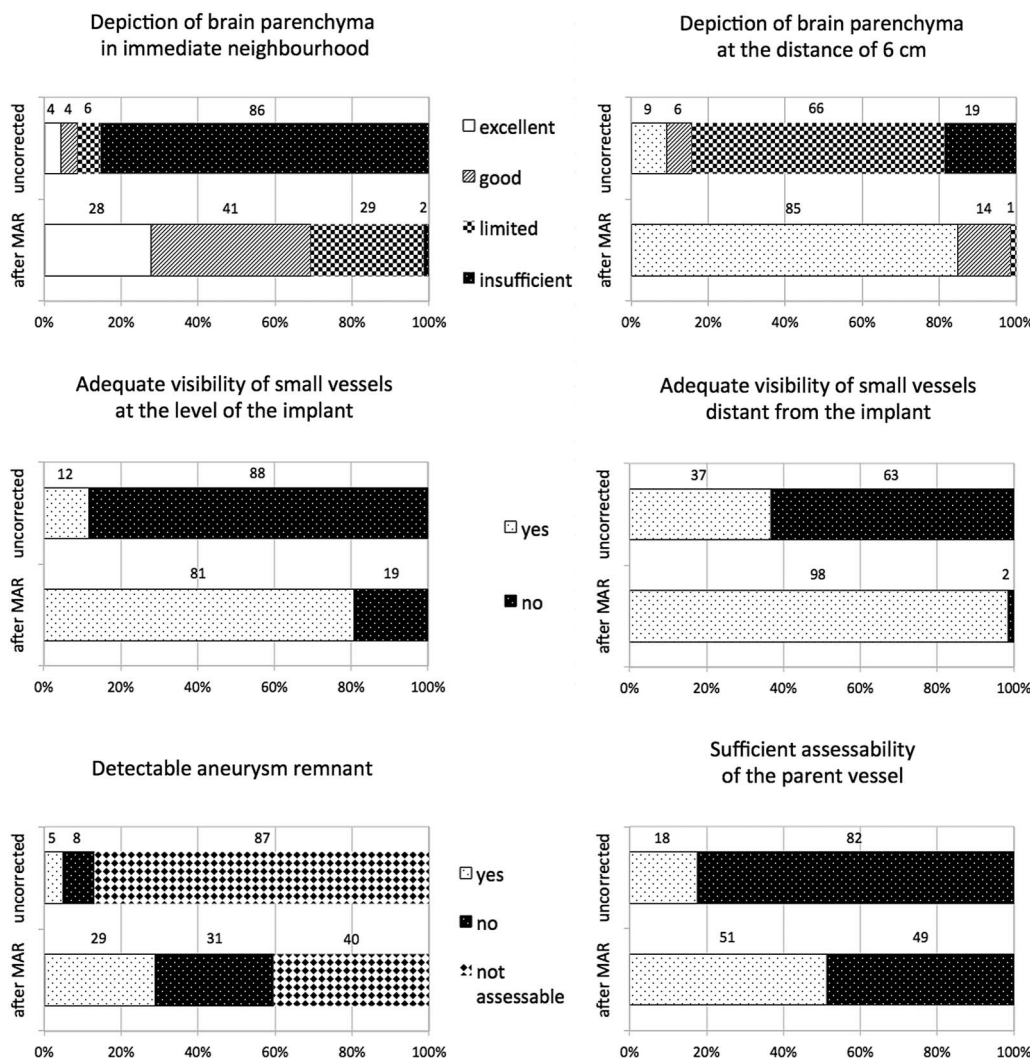 Depiction of brain parenchyma
in immediate neighbourhood
4 4 6 86
uncorrected
28 41 29 2
after MAR
0% 20% 40% 60% 80% 100%
excellent
good
limited
insufficient
Depiction of brain parenchyma
at the distance of 6 cm
9 6 66 19
uncorrected
85 14 1
after MAR
0% 20% 40% 60% 80% 100%
Adequate visibility of small vessels
at the level of the implant
12 88
uncorrected
81 19
after MAR
0% 20% 40% 60% 80% 100%
yes
no
Adequate visibility of small vessels
distant from the implant
37 63
uncorrected
98 2
after MAR
0% 20% 40% 60% 80% 100%
Detectable aneurysm remnant
5 8 87
uncorrected
29 31 40
after MAR
0% 20% 40% 60% 80% 100%
yes
no
not
assessable
Sufficient assessability
of the parent vessel
18 82
uncorrected
51 49
after MAR
0% 20% 40% 60% 80% 100%